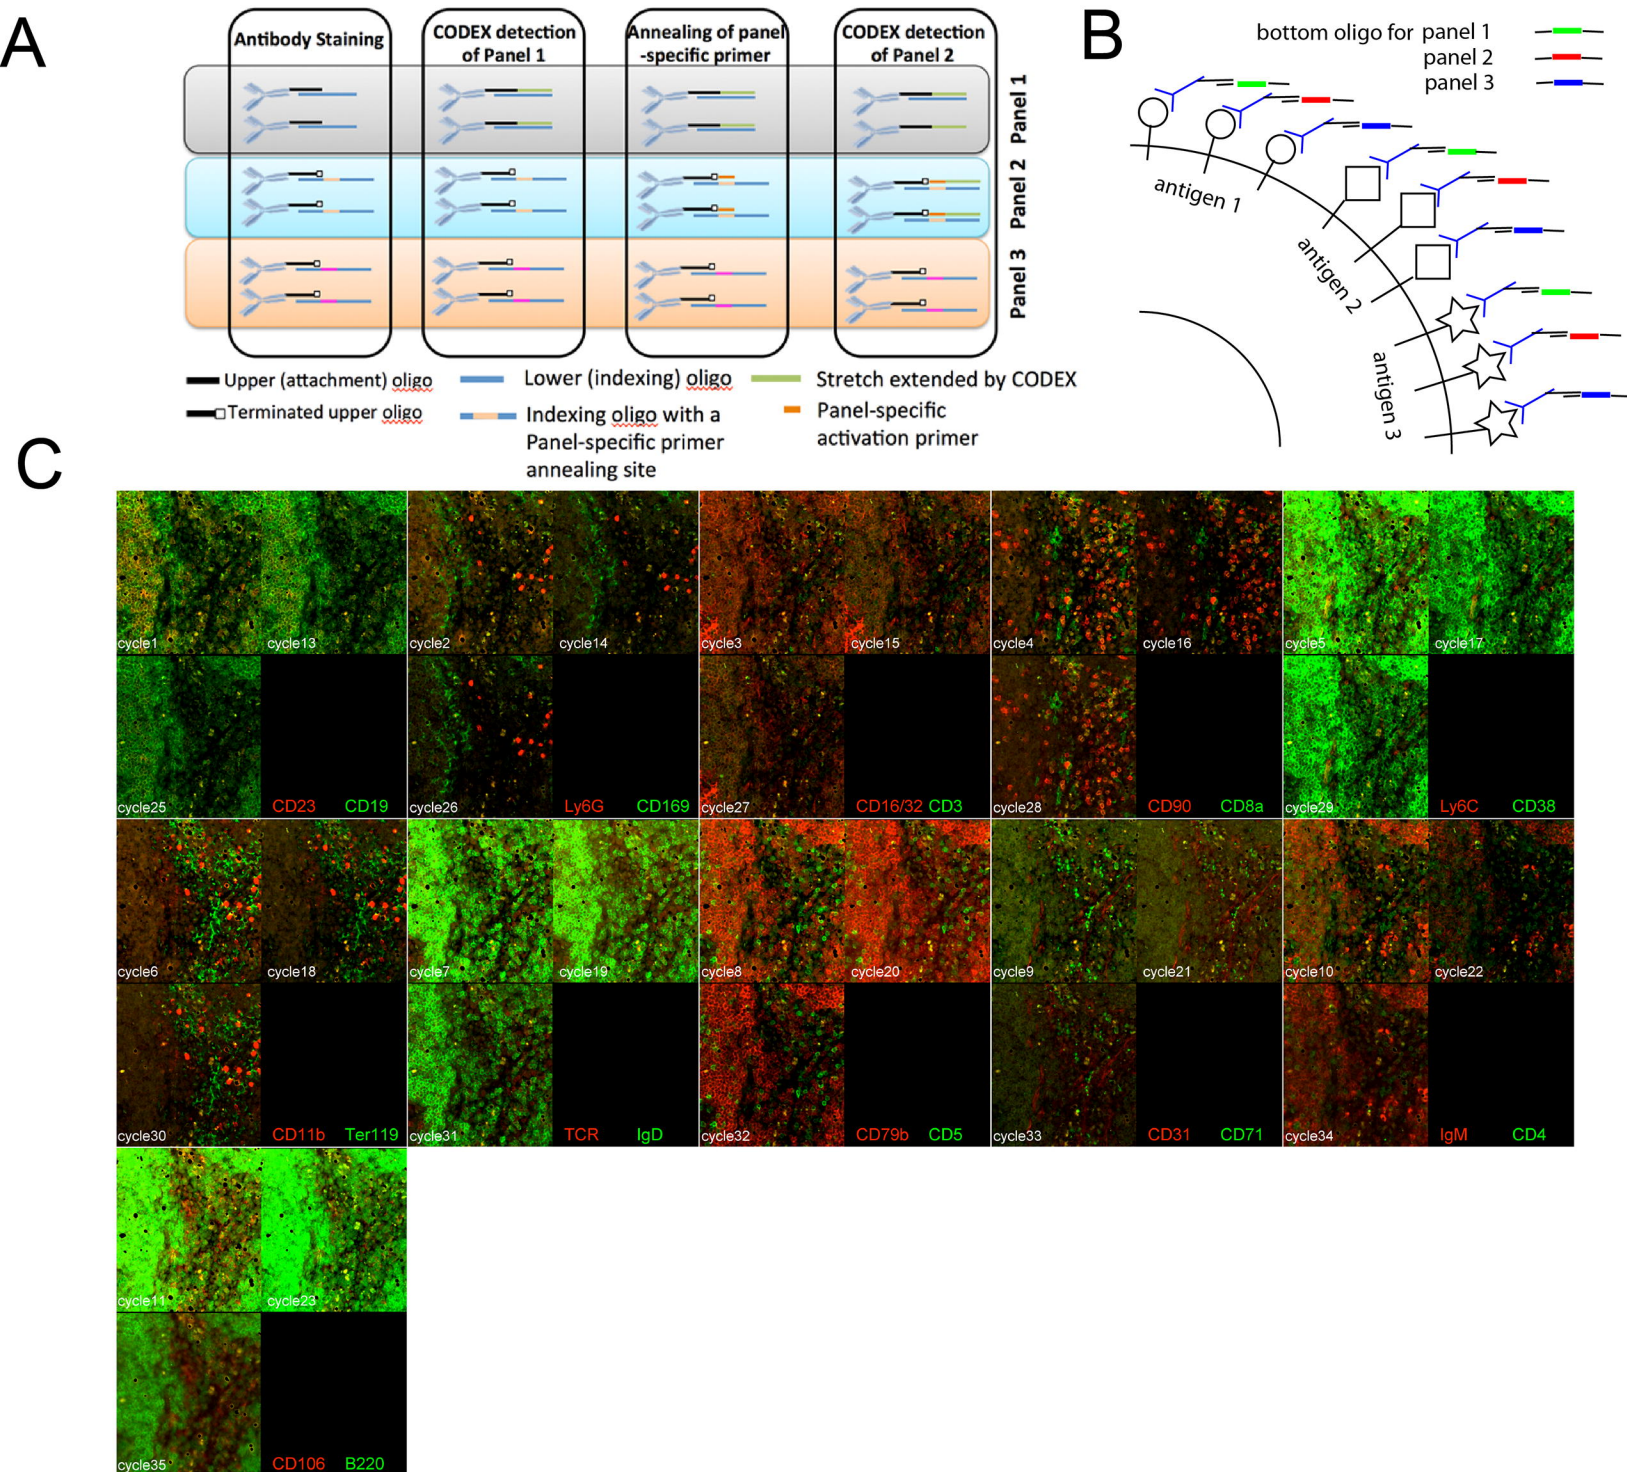 A
Antibody Staining
CODEX detection
of Panel 1
Annealing of panel
-specific primer
CODEX detection
of Panel 2
Panel 1
Panel 2
Panel 3
Upper (attachment) oligo
Lower (indexing) oligo
Stretch extended by CODEX
Terminated upper oligo
Indexing oligo with a
Panel-specific primer
annealing site
Panel-specific
activation primer
B
bottom oligo for panel 1
panel 2
panel 3
antigen 1
antigen 2
antigen 3
C
cycle1 cycle13 cycle2 cycle14 cycle3 cycle15 cycle4 cycle16 cycle5 cycle17
cycle25 CD23 CD19 cycle26 Ly6G CD169 cycle27 CD16/32 CD3 cycle28 CD90 CD8a cycle29 Ly6C CD38
cycle6 cycle18 cycle7 cycle19 cycle8 cycle20 cycle9 cycle21 cycle10 cycle22
cycle30 CD11b Ter119 cycle31 TCR IgD cycle32 CD79b CD5 cycle33 CD31 CD71 cycle34 IgM CD4
cycle11 cycle23
cycle35 CD106 B220